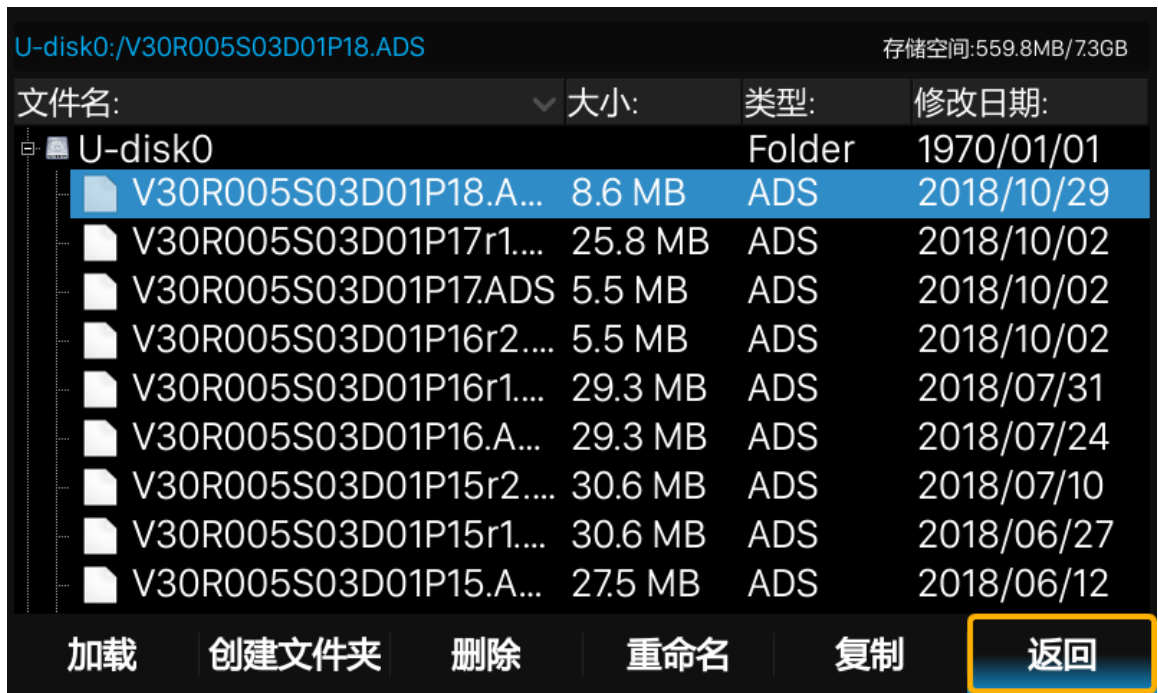 U-disk0:/V30R005S03D01P18.ADS 存储空间:559.8MB/7.3GB
文件名: 大小: 类型: 修改日期:
U-disk0 Folder 1970/01/01
V30R005S03D01P18.A... 8.6 MB ADS 2018/10/29
V30R005S03D01P17r1.... 25.8 MB ADS 2018/10/02
V30R005S03D01P17.ADS 5.5 MB ADS 2018/10/02
V30R005S03D01P16r2.... 5.5 MB ADS 2018/10/02
V30R005S03D01P16r1.... 29.3 MB ADS 2018/07/31
V30R005S03D01P16.A... 29.3 MB ADS 2018/07/24
V30R005S03D01P15r2.... 30.6 MB ADS 2018/07/10
V30R005S03D01P15r1.... 30.6 MB ADS 2018/06/27
V30R005S03D01P15.A... 27.5 MB ADS 2018/06/12
加载 创建文件夹 删除 重命名 复制 返回